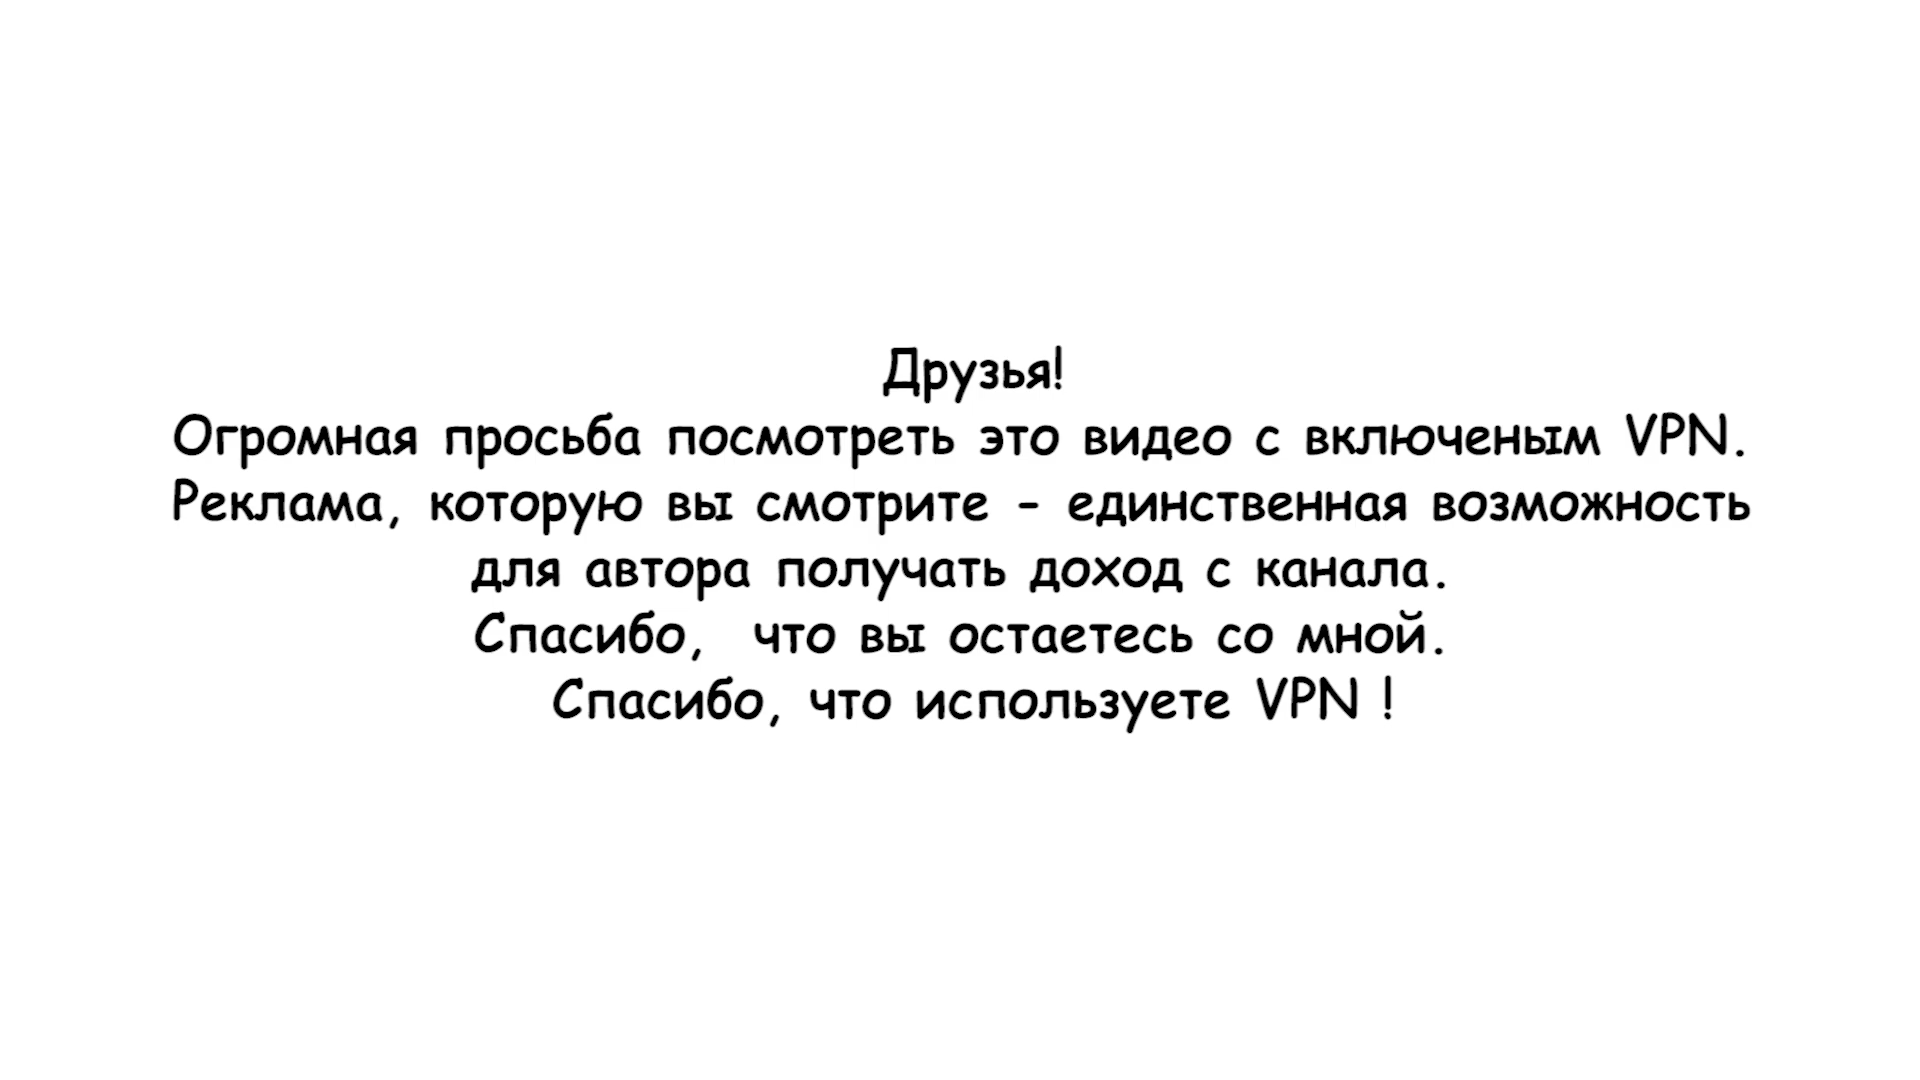 Друзья!
Огромная просьба посмотреть это видео с включеным VPN.
Реклама, которую вы смотрите - единственная возможность
для автора получать доход с канала.
Спасибо,  что вы остаетесь со мной.
Спасибо, что используете VPN !